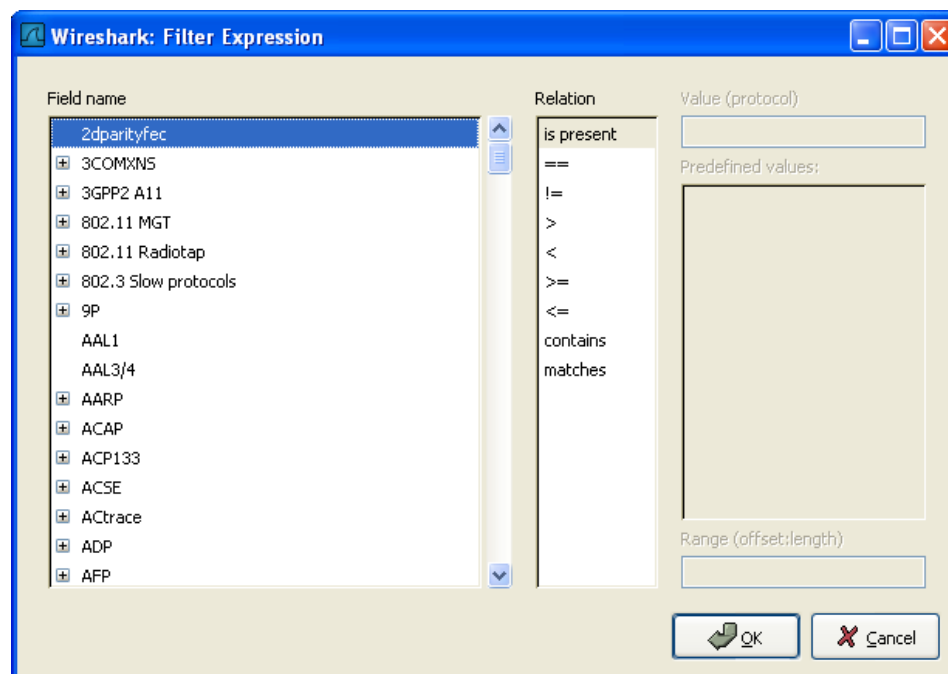 Wireshark: Filter Expression
Field name
2dparityfec
3COMXNS
3GPP2 A11
802.11 MGT
802.11 Radiotap
802.3 Slow protocols
9P
AAL1
AAL3/4
AARP
ACAP
ACP133
ACSE
ACtrace
ADP
AFP
Relation
is present
==
!=
>
<
>=
<=
contains
matches
Value (protocol)
Predefined values:
Range (offset:length)
OK
Cancel